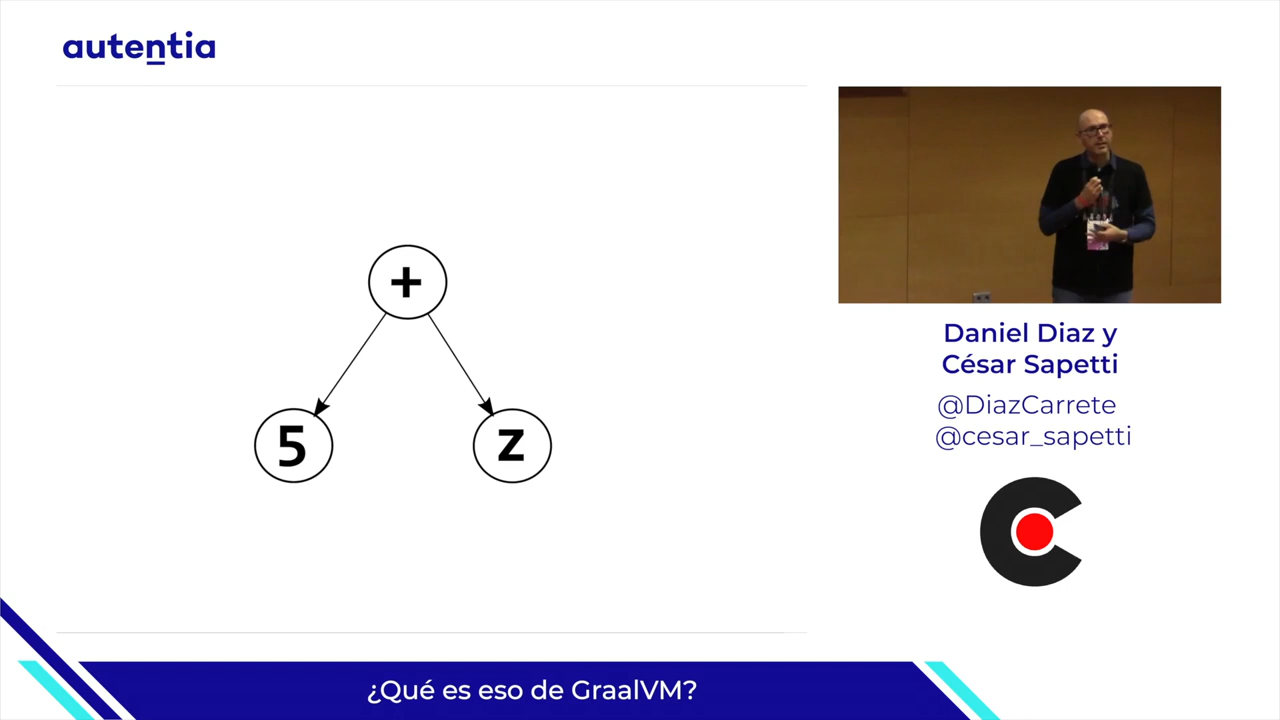 autentia
+
5
z
Daniel Diaz y
César Sapetti
@DiazCarrete
@cesar_sapetti
¿Qué es eso de GraalVM?